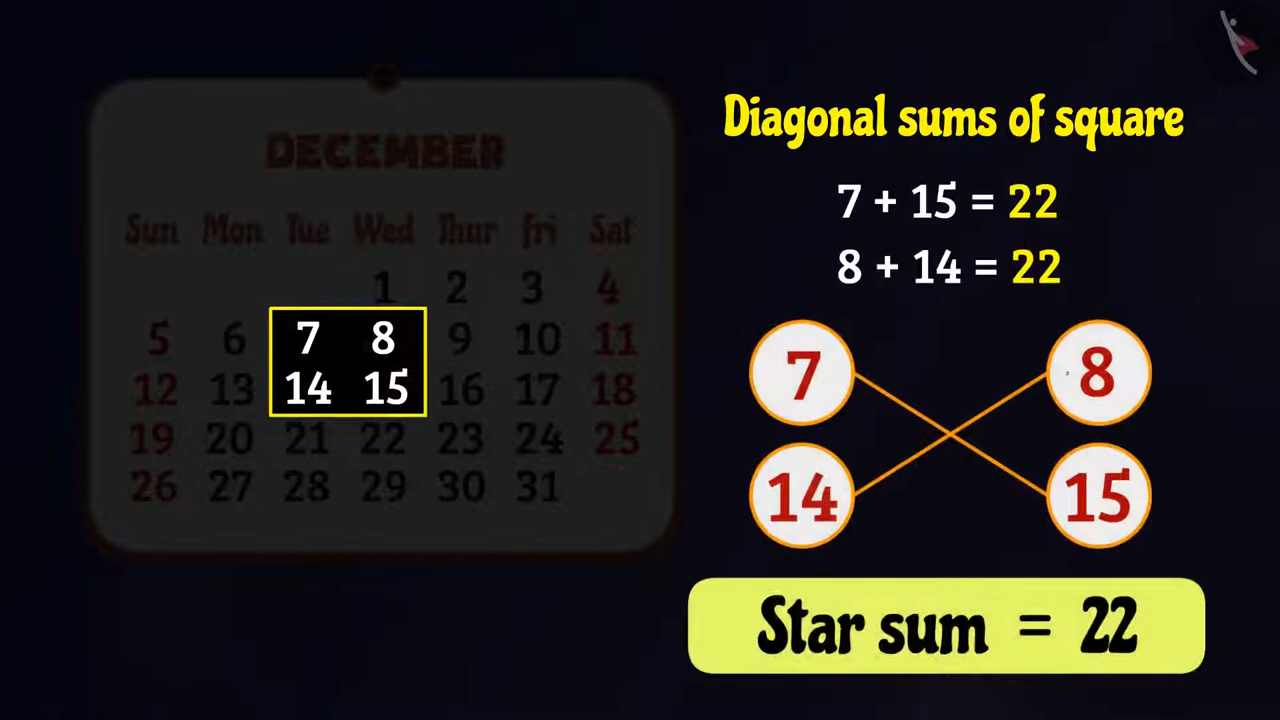 DECEMBER
Sun Mon Tue Wed Thur Fri Sat
1 2 3 4
5 6 7 8 9 10 11
12 13 14 15 16 17 18
19 20 21 22 23 24 25
26 27 28 29 30 31
Diagonal sums of square
7 + 15 = 22
8 + 14 = 22
7 8
14 15
Star sum = 22